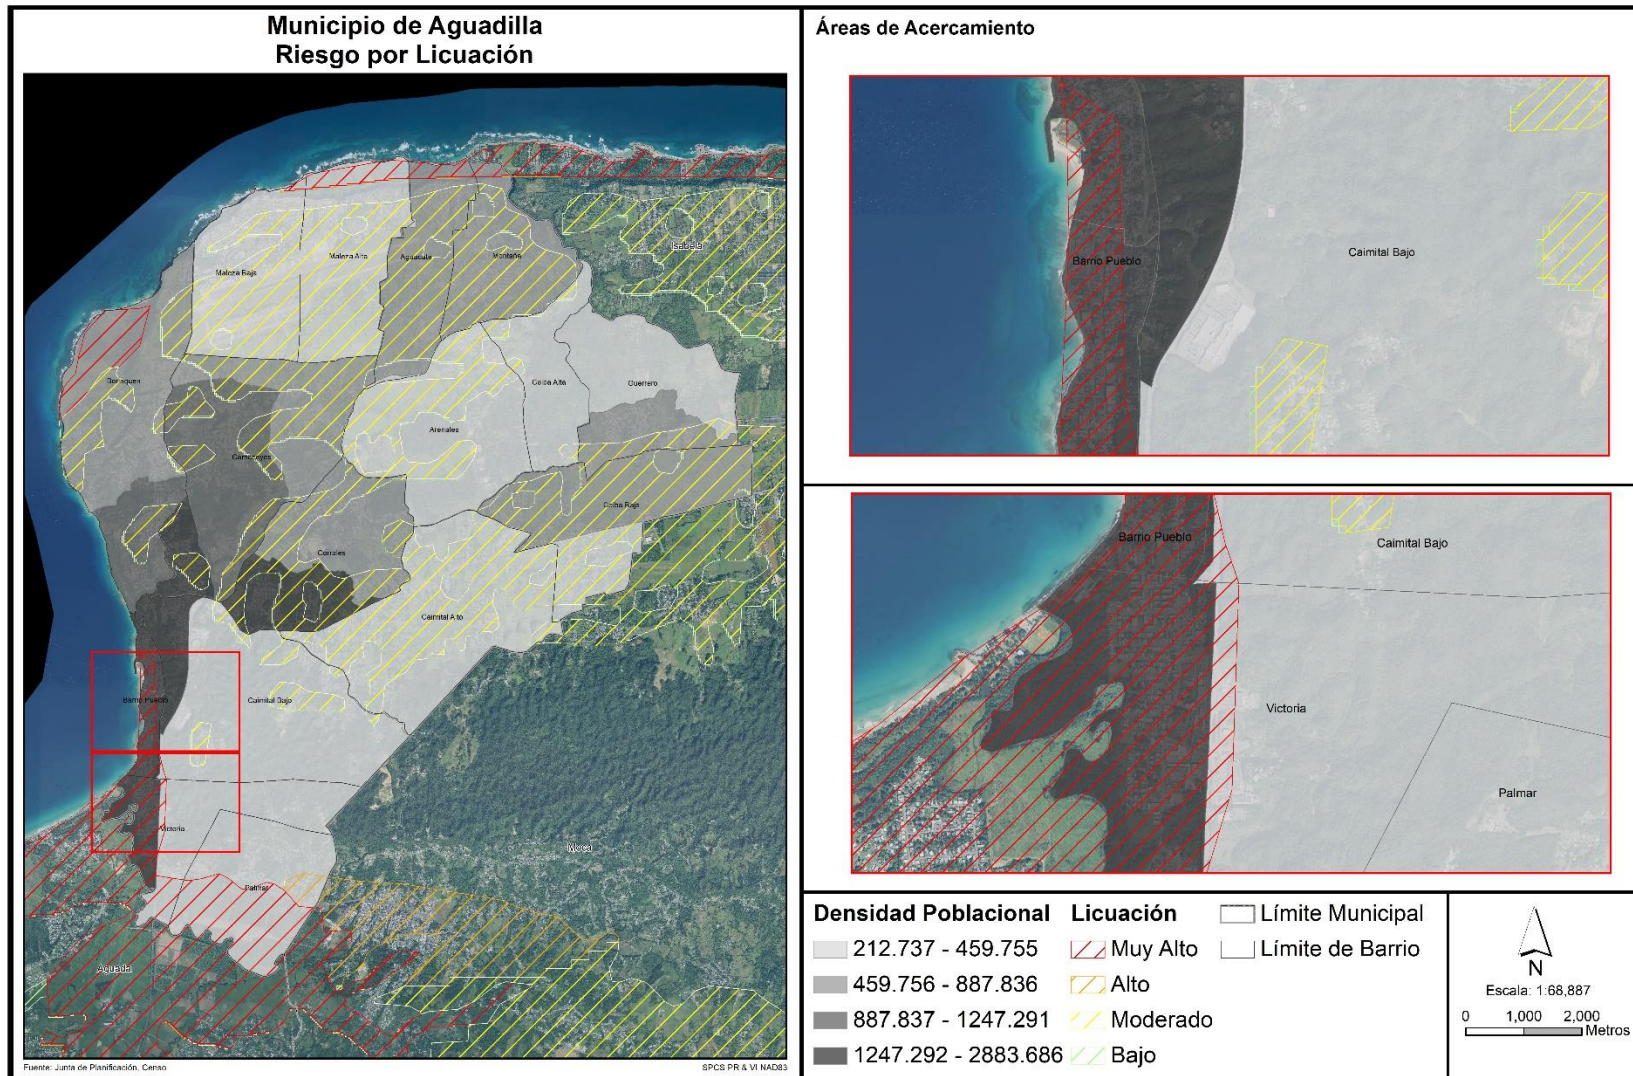 Municipio de Aguadilla
Riesgo por Licuación
Isabela
Maleza Baja
Maleza Alta
Aguacate
Montaña
Borinquen
Ceiba Alta
Guerrero
Arenales
Camaceyes
Ceiba Baja
Corrales
Caimital Alto
Barrio Pueblo
Caimital Bajo
Victoria
Moca
Palmar
Aguada
Fuente: Junta de Planificación, Censo
SPCS PR & VI NAD83
Áreas de Acercamiento
Caimital Bajo
Barrio Pueblo
Barrio Pueblo
Caimital Bajo
Victoria
Palmar
Densidad Poblacional
212.737 - 459.755
459.756 - 887.836
887.837 - 1247.291
1247.292 - 2883.686
Licuación
Muy Alto
Alto
Moderado
Bajo
Límite Municipal
Límite de Barrio
N
Escala: 1:68,887
0 1,000 2,000
Metros